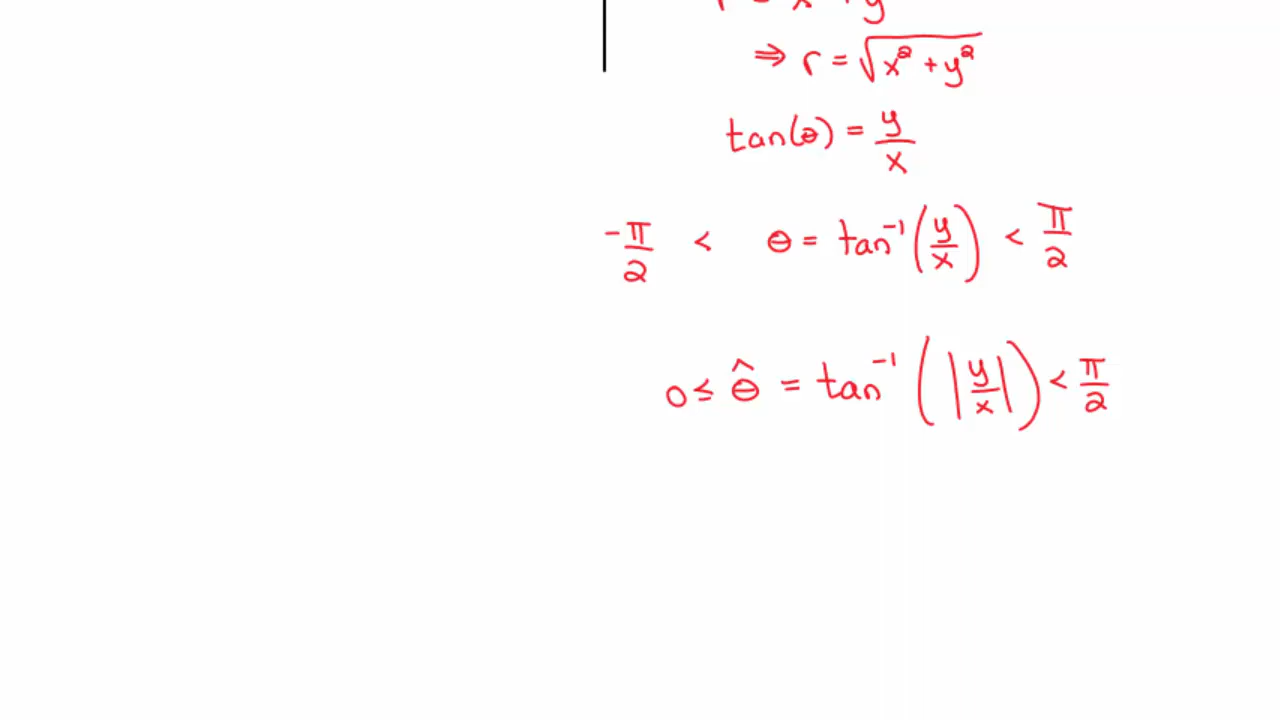 ⇒ r = √(x² + y²)
tan(θ) = y/x
-π/2 < θ = tan⁻¹(y/x) < π/2
0 ≤ θ̂ = tan⁻¹(|y/x|) < π/2